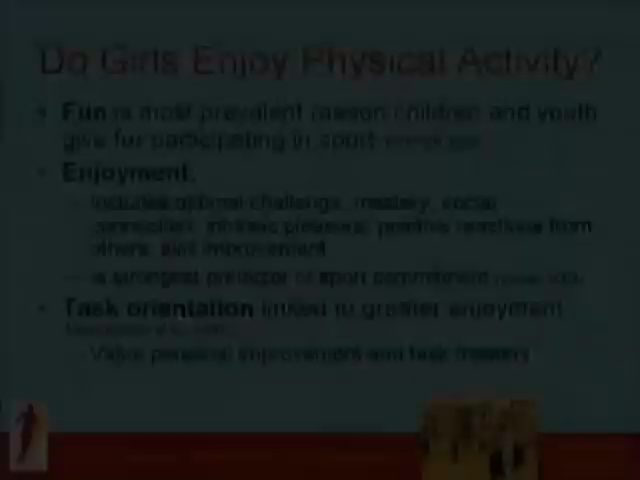 Do Girls Enjoy Physical Activity?
• Fun is most prevalent reason children and youth
give for participating in sport
• Enjoyment:
– Includes optimal challenge, mastery, social
connection, intrinsic pleasure, positive reactions from
others, and improvement
– Is strongest predictor of sport commitment
• Task orientation linked to greater enjoyment
– Value personal improvement and task mastery